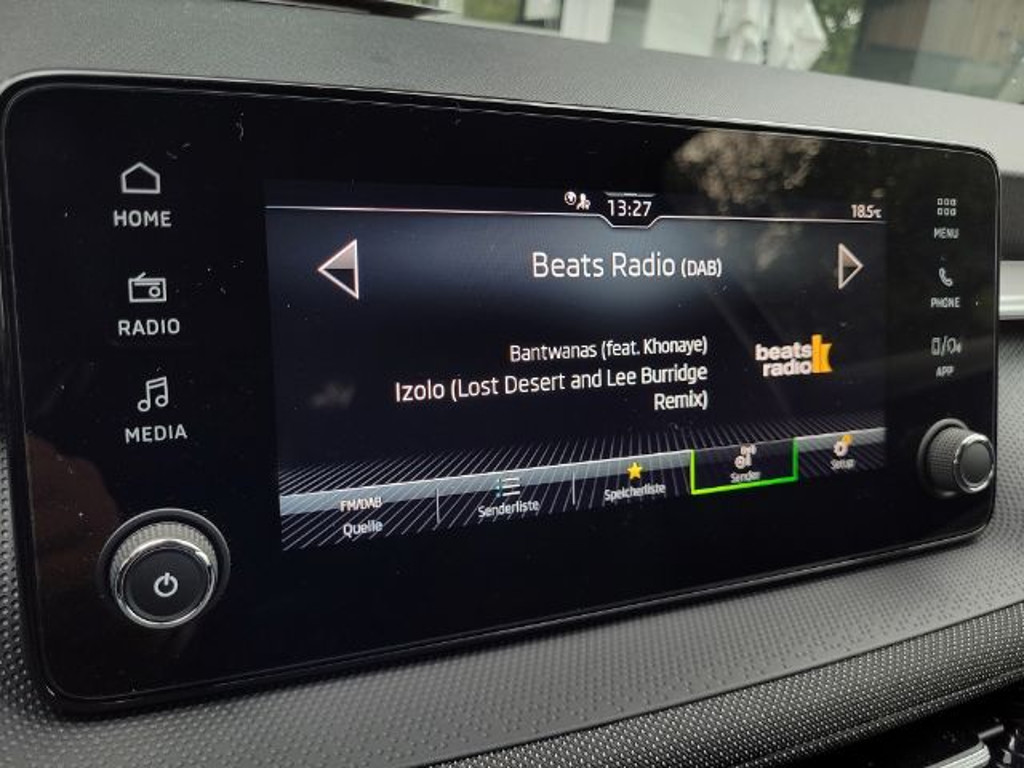 HOME
RADIO
MEDIA
13:27
18.5°C
Beats Radio (DAB)
Bantwanas (feat. Khonaye)
Izolo (Lost Desert and Lee Burridge
Remix)
beats
radio
FM/DAB
Quelle
Senderliste
Speicherliste
Sender
Setup
MENU
PHONE
APP